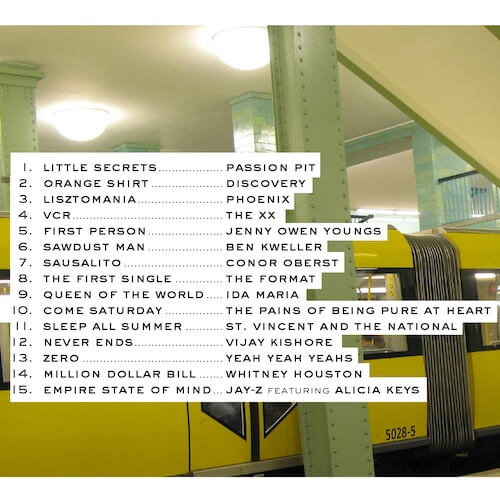 1. LITTLE SECRETS.................... PASSION PIT
2. ORANGE SHIRT...................... DISCOVERY
3. LISZTOMANIA....................... PHOENIX
4. VCR............................................ THE XX
5. FIRST PERSON....................... JENNY OWEN YOUNGS
6. SAWDUST MAN....................... BEN KWELLER
7. SAUSALITO............................. CONOR OBERST
8. THE FIRST SINGLE ............... THE FORMAT
9. QUEEN OF THE WORLD..... IDA MARIA
10. COME SATURDAY.................. THE PAINS OF BEING PURE AT HEART
11. SLEEP ALL SUMMER............ ST. VINCENT AND THE NATIONAL
12. NEVER ENDS........................... VIJAY KISHORE
13. ZERO ......................................... YEAH YEAH YEAHS
14. MILLION DOLLAR BILL ....... WHITNEY HOUSTON
15. EMPIRE STATE OF MIND... JAY-Z FEATURING ALICIA KEYS
5028-5